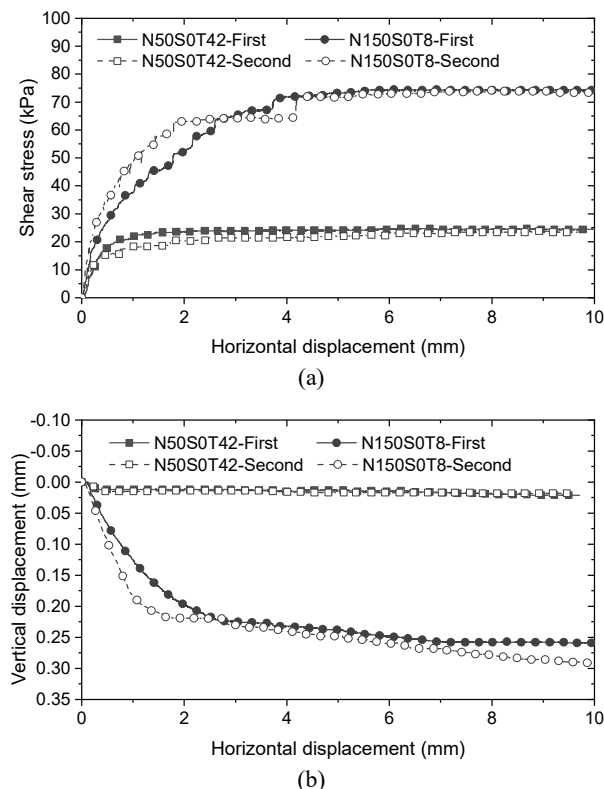 N50S0T42-First N150S0T8-First
N50S0T42-Second N150S0T8-Second
100
90
80
70
60
50
40
30
20
10
0
Shear stress (kPa)
0 2 4 6 8 10
Horizontal displacement (mm)
(a)
N50S0T42-First N150S0T8-First
N50S0T42-Second N150S0T8-Second
-0.10
-0.05
0.00
0.05
0.10
0.15
0.20
0.25
0.30
0.35
Vertical displacement (mm)
0 2 4 6 8 10
Horizontal displacement (mm)
(b)